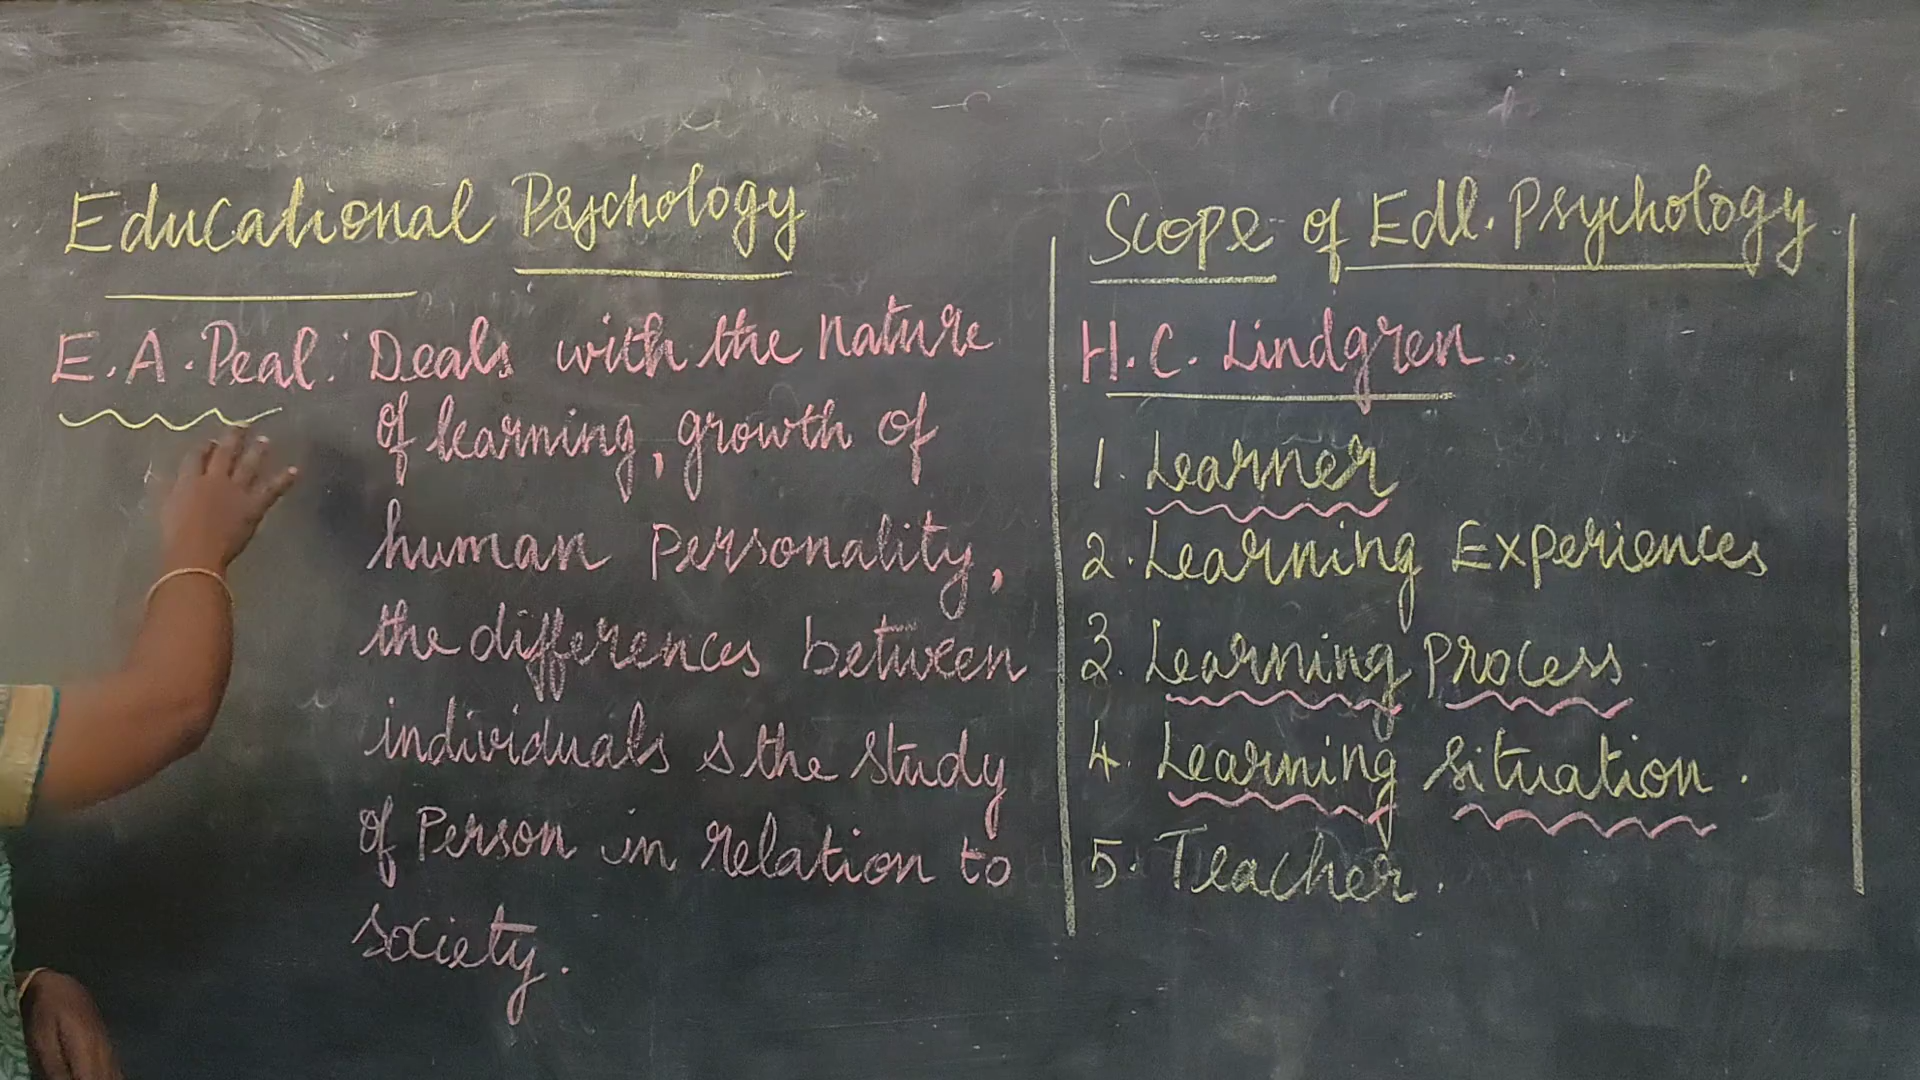 Educational Psychology
E.A. Peal: Deals with the nature
of learning, growth of
human Personality,
the differences between
individuals & the study
of Person in relation to
society.
Scope of Edl. Psychology
H.C. Lindgren.
1. Learner
2. Learning Experiences
3. Learning Process
4. Learning Situation.
5. Teacher.